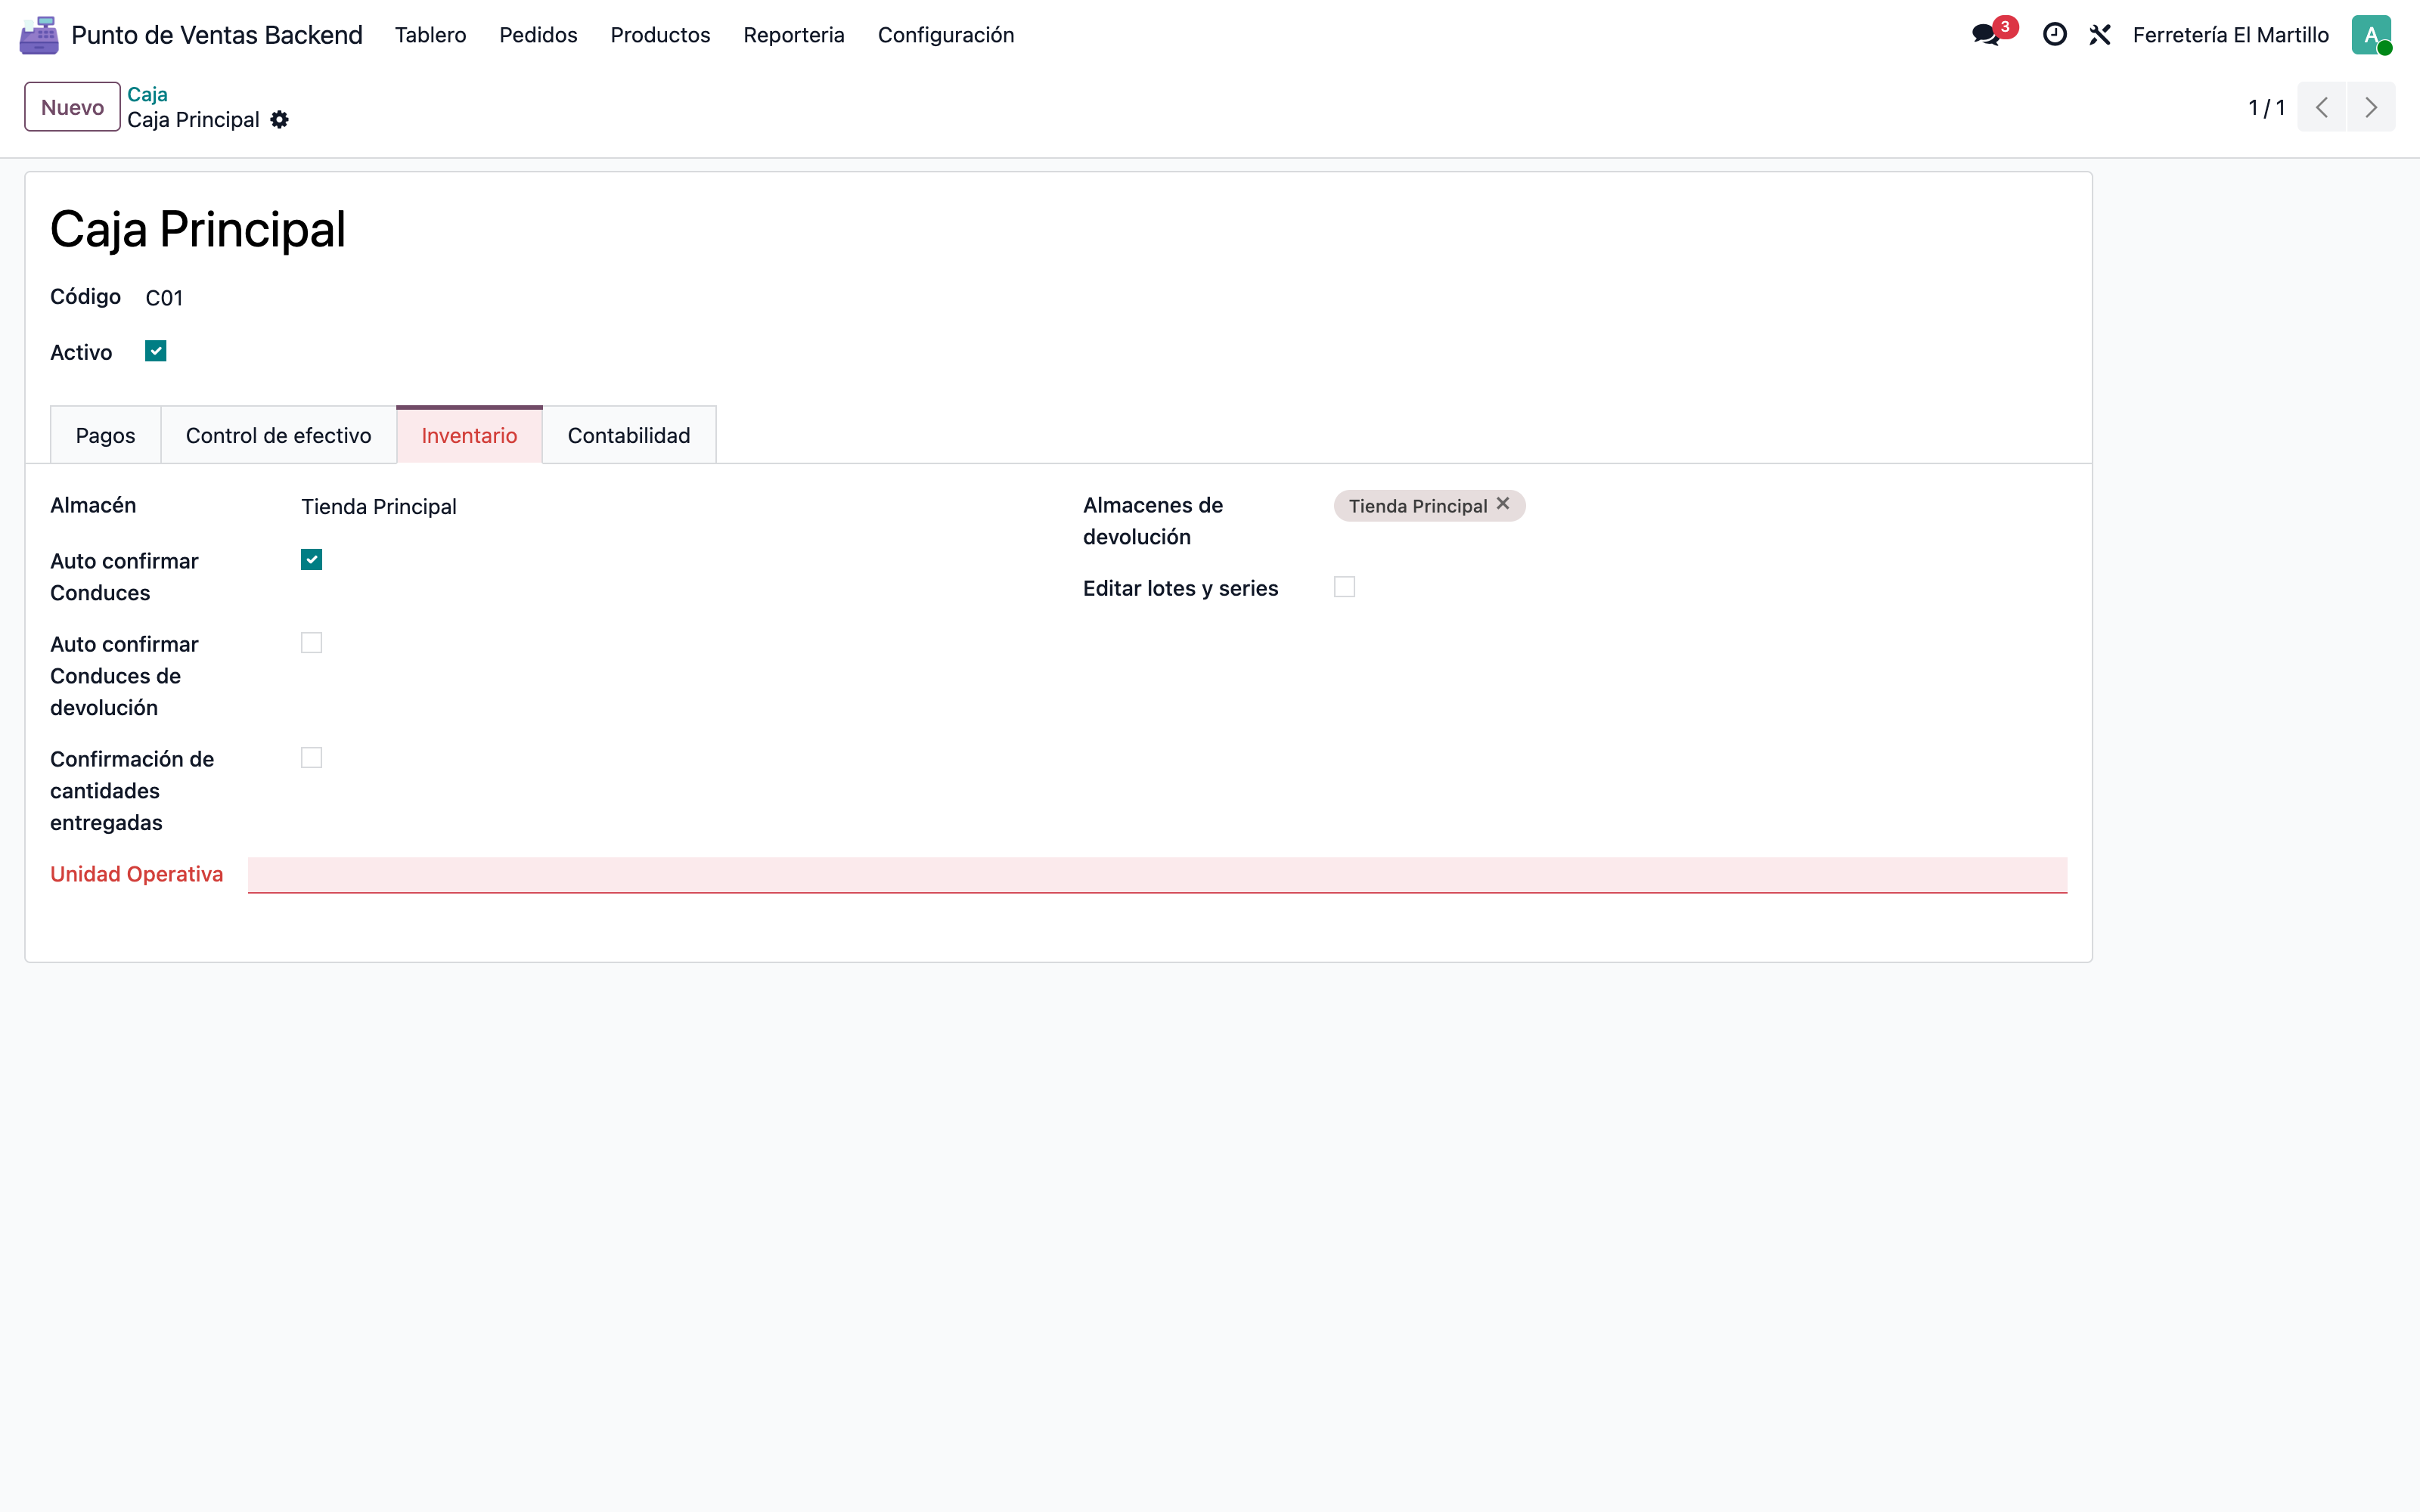 Punto de Ventas Backend Tablero Pedidos Productos Reporteria Configuración 3 Ferretería El Martillo A
Nuevo Caja
Caja Principal
1 / 1
Caja Principal
Código C01
Activo
Pagos Control de efectivo Inventario Contabilidad
Almacén Tienda Principal
Auto confirmar
Conduces
Auto confirmar
Conduces de
devolución
Confirmación de
cantidades
entregadas
Almacenes de
devolución
Tienda Principal
Editar lotes y series
Unidad Operativa